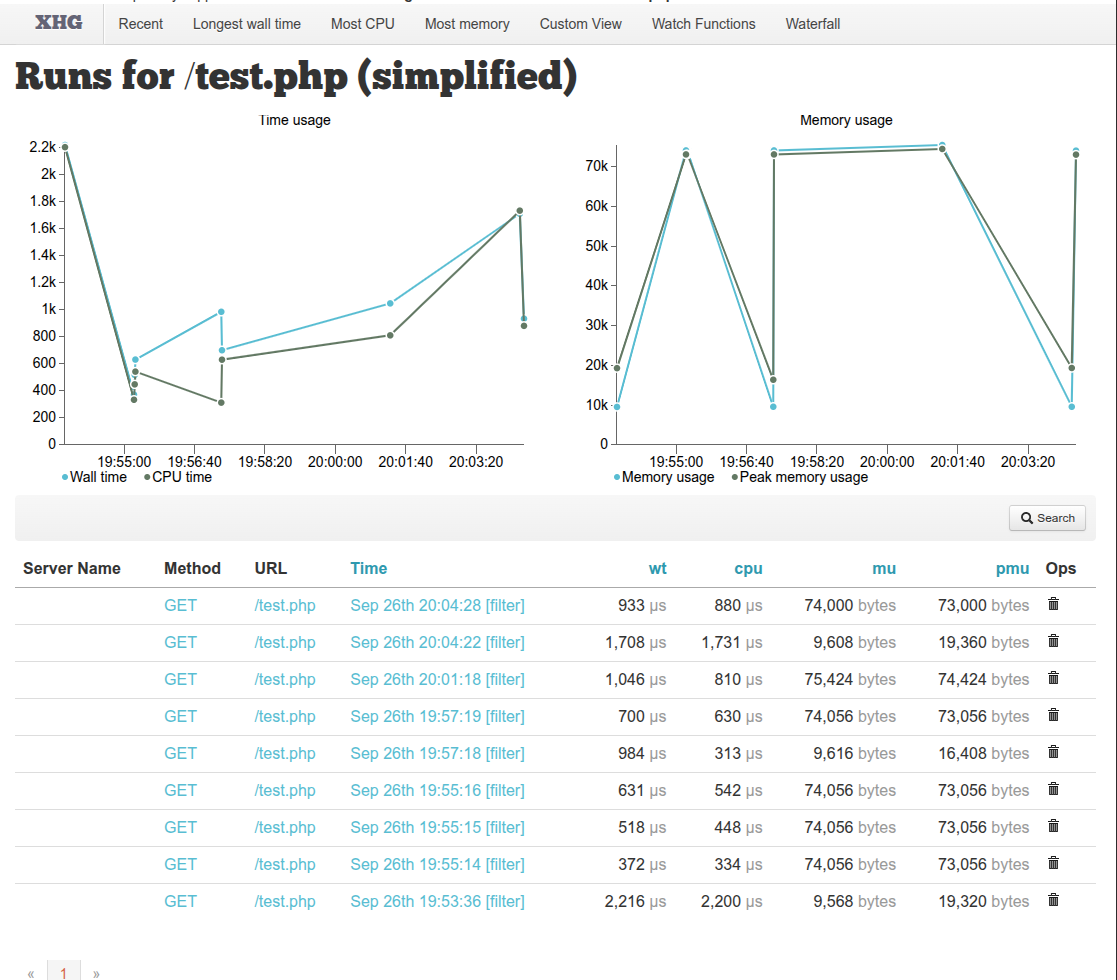 XHG Recent Longest wall time Most CPU Most memory Custom View Watch Functions Waterfall
Runs for /test.php (simplified)
Time usage
2.2k
2k
1.8k
1.6k
1.4k
1.2k
1k
800
600
400
200
0
19:55:00 19:56:40 19:58:20 20:00:00 20:01:40 20:03:20
Wall time CPU time
Memory usage
70k
60k
50k
40k
30k
20k
10k
0
19:55:00 19:56:40 19:58:20 20:00:00 20:01:40 20:03:20
Memory usage Peak memory usage
Search
Server Name Method URL Time wt cpu mu pmu Ops
GET /test.php Sep 26th 20:04:28 [filter] 933 µs 880 µs 74,000 bytes 73,000 bytes
GET /test.php Sep 26th 20:04:22 [filter] 1,708 µs 1,731 µs 9,608 bytes 19,360 bytes
GET /test.php Sep 26th 20:01:18 [filter] 1,046 µs 810 µs 75,424 bytes 74,424 bytes
GET /test.php Sep 26th 19:57:19 [filter] 700 µs 630 µs 74,056 bytes 73,056 bytes
GET /test.php Sep 26th 19:57:18 [filter] 984 µs 313 µs 9,616 bytes 16,408 bytes
GET /test.php Sep 26th 19:55:16 [filter] 631 µs 542 µs 74,056 bytes 73,056 bytes
GET /test.php Sep 26th 19:55:15 [filter] 518 µs 448 µs 74,056 bytes 73,056 bytes
GET /test.php Sep 26th 19:55:14 [filter] 372 µs 334 µs 74,056 bytes 73,056 bytes
GET /test.php Sep 26th 19:53:36 [filter] 2,216 µs 2,200 µs 9,568 bytes 19,320 bytes
« 1 »